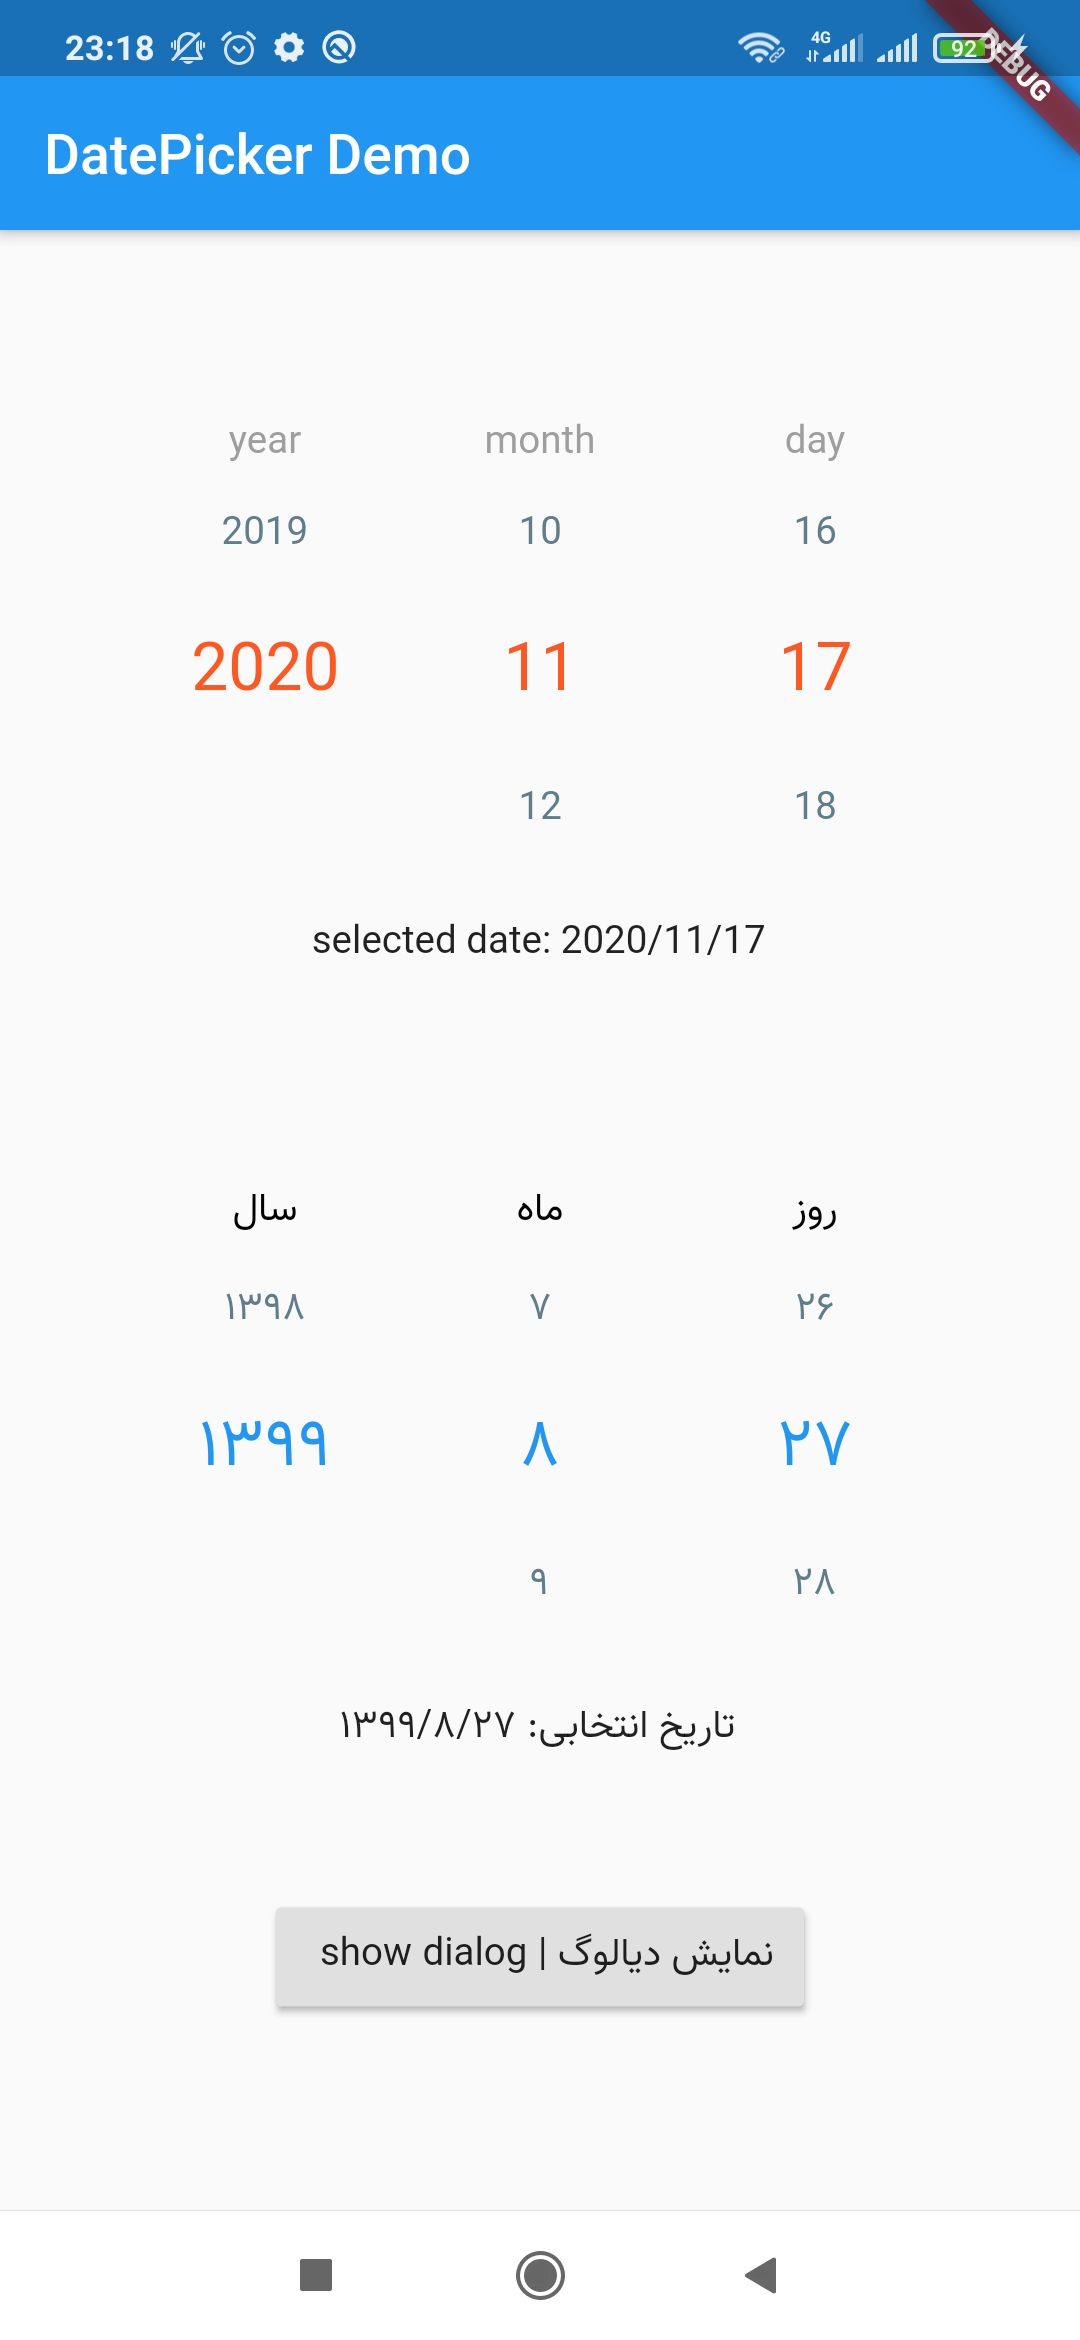 23:18 4G 92
DEBUG
DatePicker Demo
year month day
2019 10 16
2020 11 17
12 18
selected date: 2020/11/17
سال ماه روز
۱۳۹۸ ۷ ۲۶
۱۳۹۹ ۸ ۲۷
۹ ۲۸
تاریخ انتخابی: ۱۳۹۹/۸/۲۷
show dialog | نمایش دیالوگ